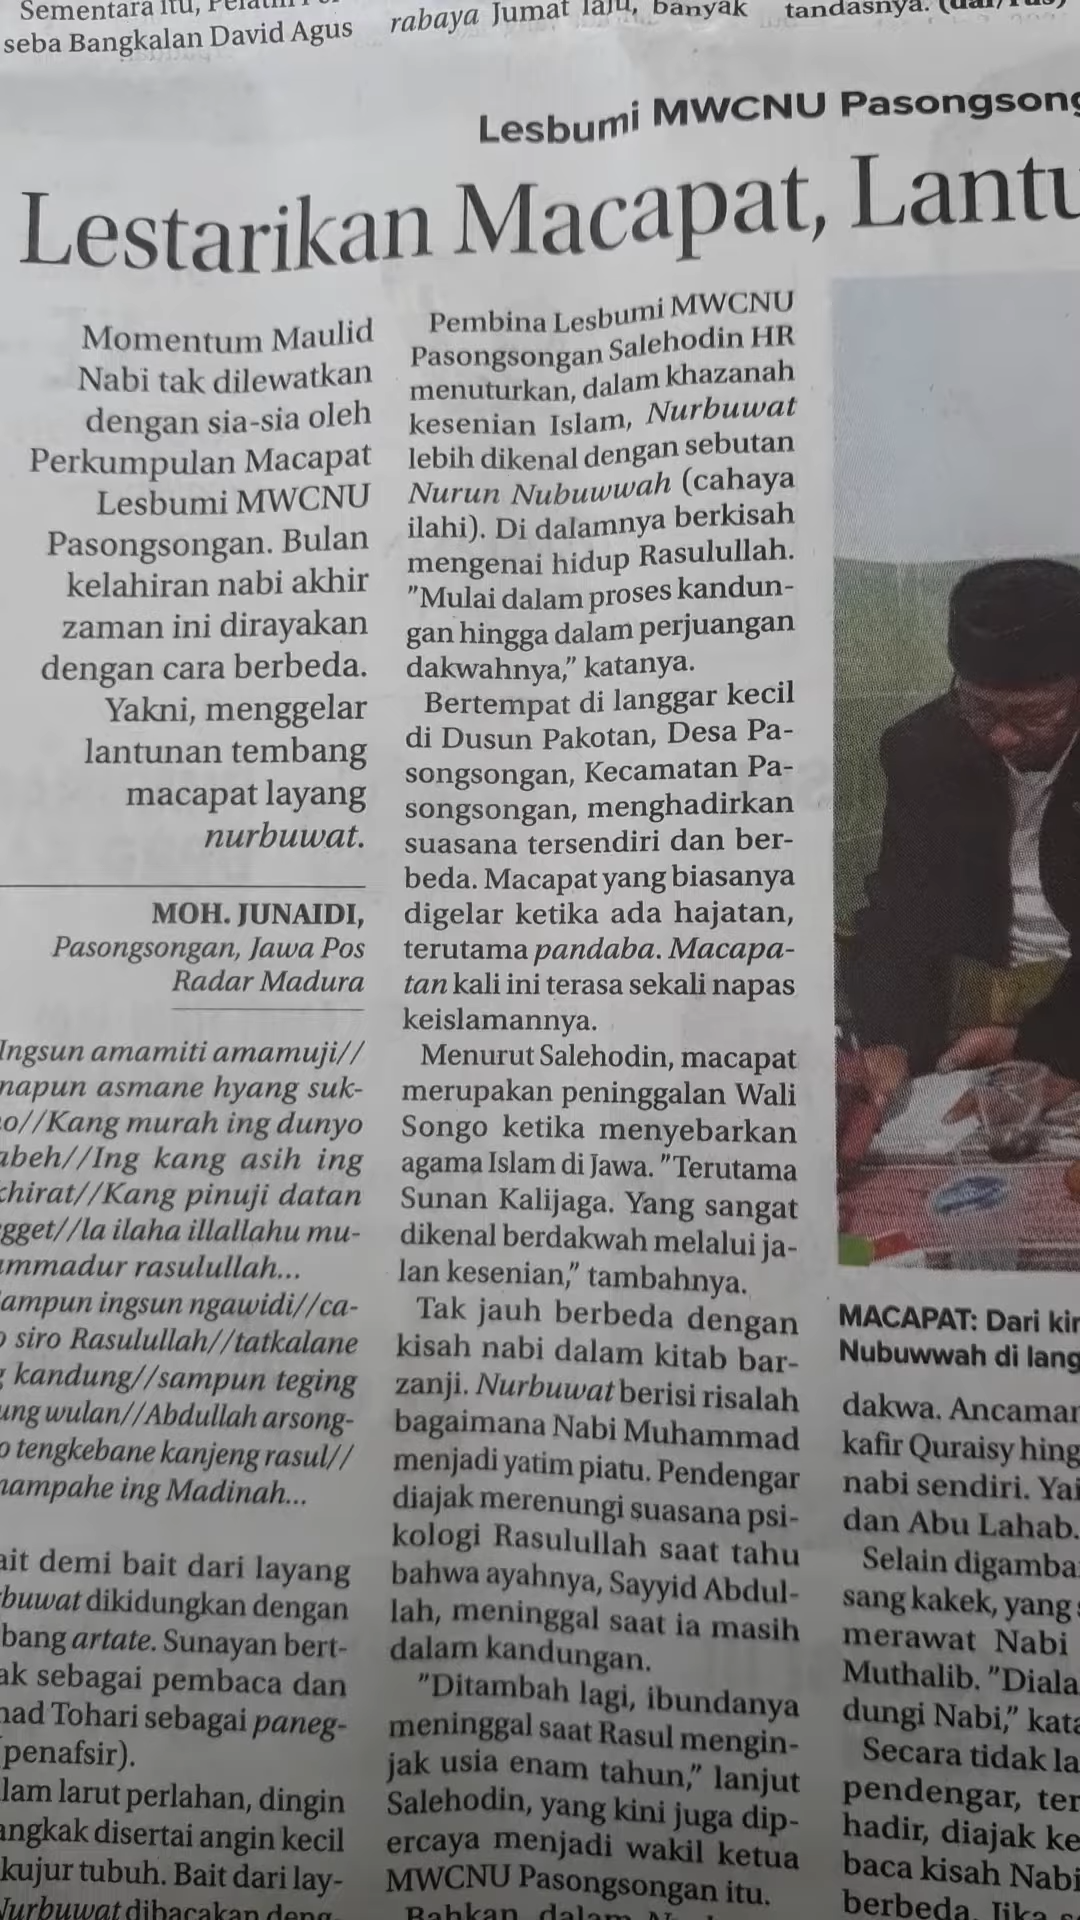 Sementara itu,
seba Bangkalan David Agus
rabaya Jumat lalu, banyak
tandasnya.
Lesbumi MWCNU Pasongsong
Lestarikan Macapat, Lantu
Momentum Maulid
Nabi tak dilewatkan
dengan sia-sia oleh
Perkumpulan Macapat
Lesbumi MWCNU
Pasongsongan. Bulan
kelahiran nabi akhir
zaman ini dirayakan
dengan cara berbeda.
Yakni, menggelar
lantunan tembang
macapat layang
nurbuwat.
MOH. JUNAIDI,
Pasongsongan, Jawa Pos
Radar Madura
Ingsun amamiti amamuji//
napun asmane hyang suk-
o//Kang murah ing dunyo
abeh//Ing kang asih ing
khirat//Kang pinuji datan
gget//la ilaha illallahu mu-
ammadur rasulullah...
ampun ingsun ngawidi//ca-
o siro Rasulullah//tatkalane
g kandung//sampun teging
ung wulan//Abdullah arsong-
o tengkebane kanjeng rasul//
nampahe ing Madinah...
ait demi bait dari layang
rbuwat dikidungkan dengan
bang artate. Sunayan bert-
ak sebagai pembaca dan
mad Tohari sebagai paneg-
(penafsir).
lam larut perlahan, dingin
angkak disertai angin kecil
kujur tubuh. Bait dari lay-
Nurbuwat dibacakan deng-
Pembina Lesbumi MWCNU
Pasongsongan Salehodin HR
menuturkan, dalam khazanah
kesenian Islam, Nurbuwat
lebih dikenal dengan sebutan
Nurun Nubuwwah (cahaya
ilahi). Di dalamnya berkisah
mengenai hidup Rasulullah.
"Mulai dalam proses kandun-
gan hingga dalam perjuangan
dakwahnya," katanya.
Bertempat di langgar kecil
di Dusun Pakotan, Desa Pa-
songsongan, Kecamatan Pa-
songsongan, menghadirkan
suasana tersendiri dan ber-
beda. Macapat yang biasanya
digelar ketika ada hajatan,
terutama pandaba. Macapa-
tan kali ini terasa sekali napas
keislamannya.
Menurut Salehodin, macapat
merupakan peninggalan Wali
Songo ketika menyebarkan
agama Islam di Jawa. "Terutama
Sunan Kalijaga. Yang sangat
dikenal berdakwah melalui ja-
lan kesenian," tambahnya.
Tak jauh berbeda dengan
kisah nabi dalam kitab bar-
zanji. Nurbuwat berisi risalah
bagaimana Nabi Muhammad
menjadi yatim piatu. Pendengar
diajak merenungi suasana psi-
kologi Rasulullah saat tahu
bahwa ayahnya, Sayyid Abdul-
lah, meninggal saat ia masih
dalam kandungan.
"Ditambah lagi, ibundanya
meninggal saat Rasul mengin-
jak usia enam tahun," lanjut
Salehodin, yang kini juga dip-
ercaya menjadi wakil ketua
MWCNU Pasongsongan itu.
Bahkan, dalam
MACAPAT: Dari kir
Nubuwwah di lang
dakwa. Ancaman
kafir Quraisy hing
nabi sendiri. Yai
dan Abu Lahab.
Selain digamba
sang kakek, yang
merawat Nabi
Muthalib. "Diala
dungi Nabi," kata
Secara tidak la
pendengar, ter
hadir, diajak ke
baca kisah Nabi
berbeda. Jika